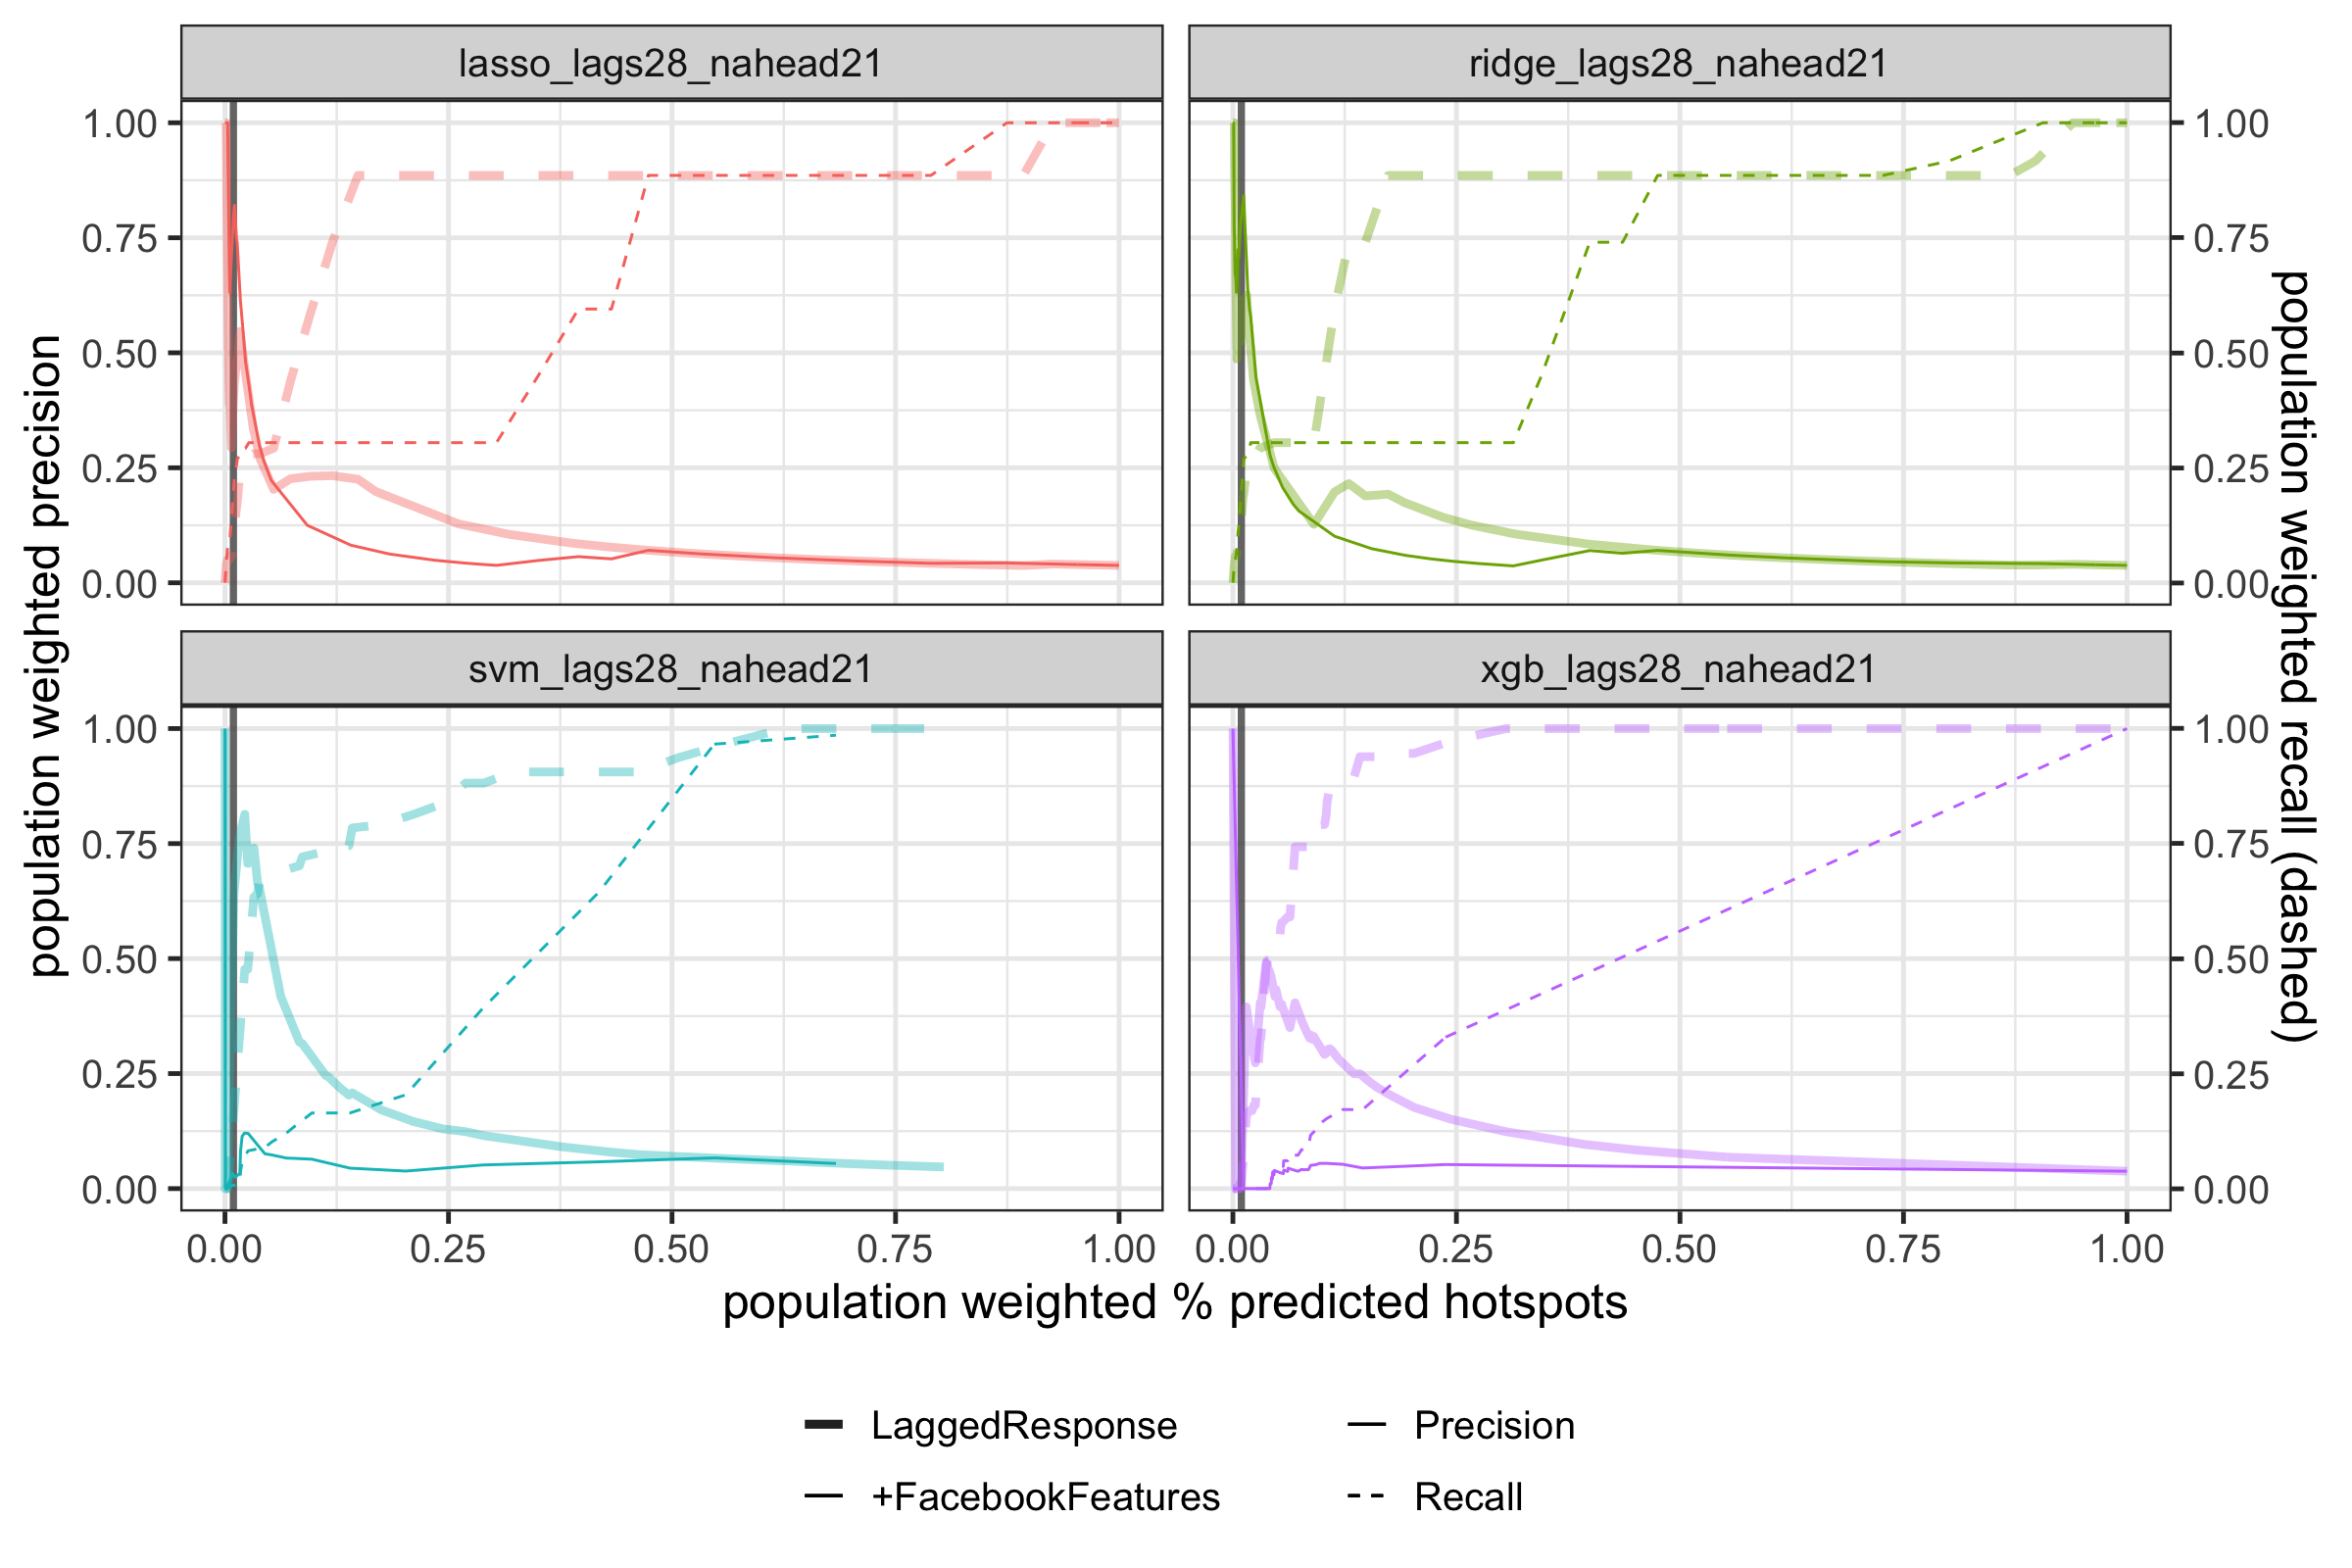 lasso_lags28_nahead21
ridge_lags28_nahead21
1.00
0.75
0.50
0.25
0.00
1.00
0.75
0.50
0.25
0.00
svm_lags28_nahead21
xgb_lags28_nahead21
1.00
0.75
0.50
0.25
0.00
1.00
0.75
0.50
0.25
0.00
population weighted precision
population weighted recall (dashed)
0.00 0.25 0.50 0.75 1.00
0.00 0.25 0.50 0.75 1.00
population weighted % predicted hotspots
LaggedResponse
Precision
+FacebookFeatures
Recall